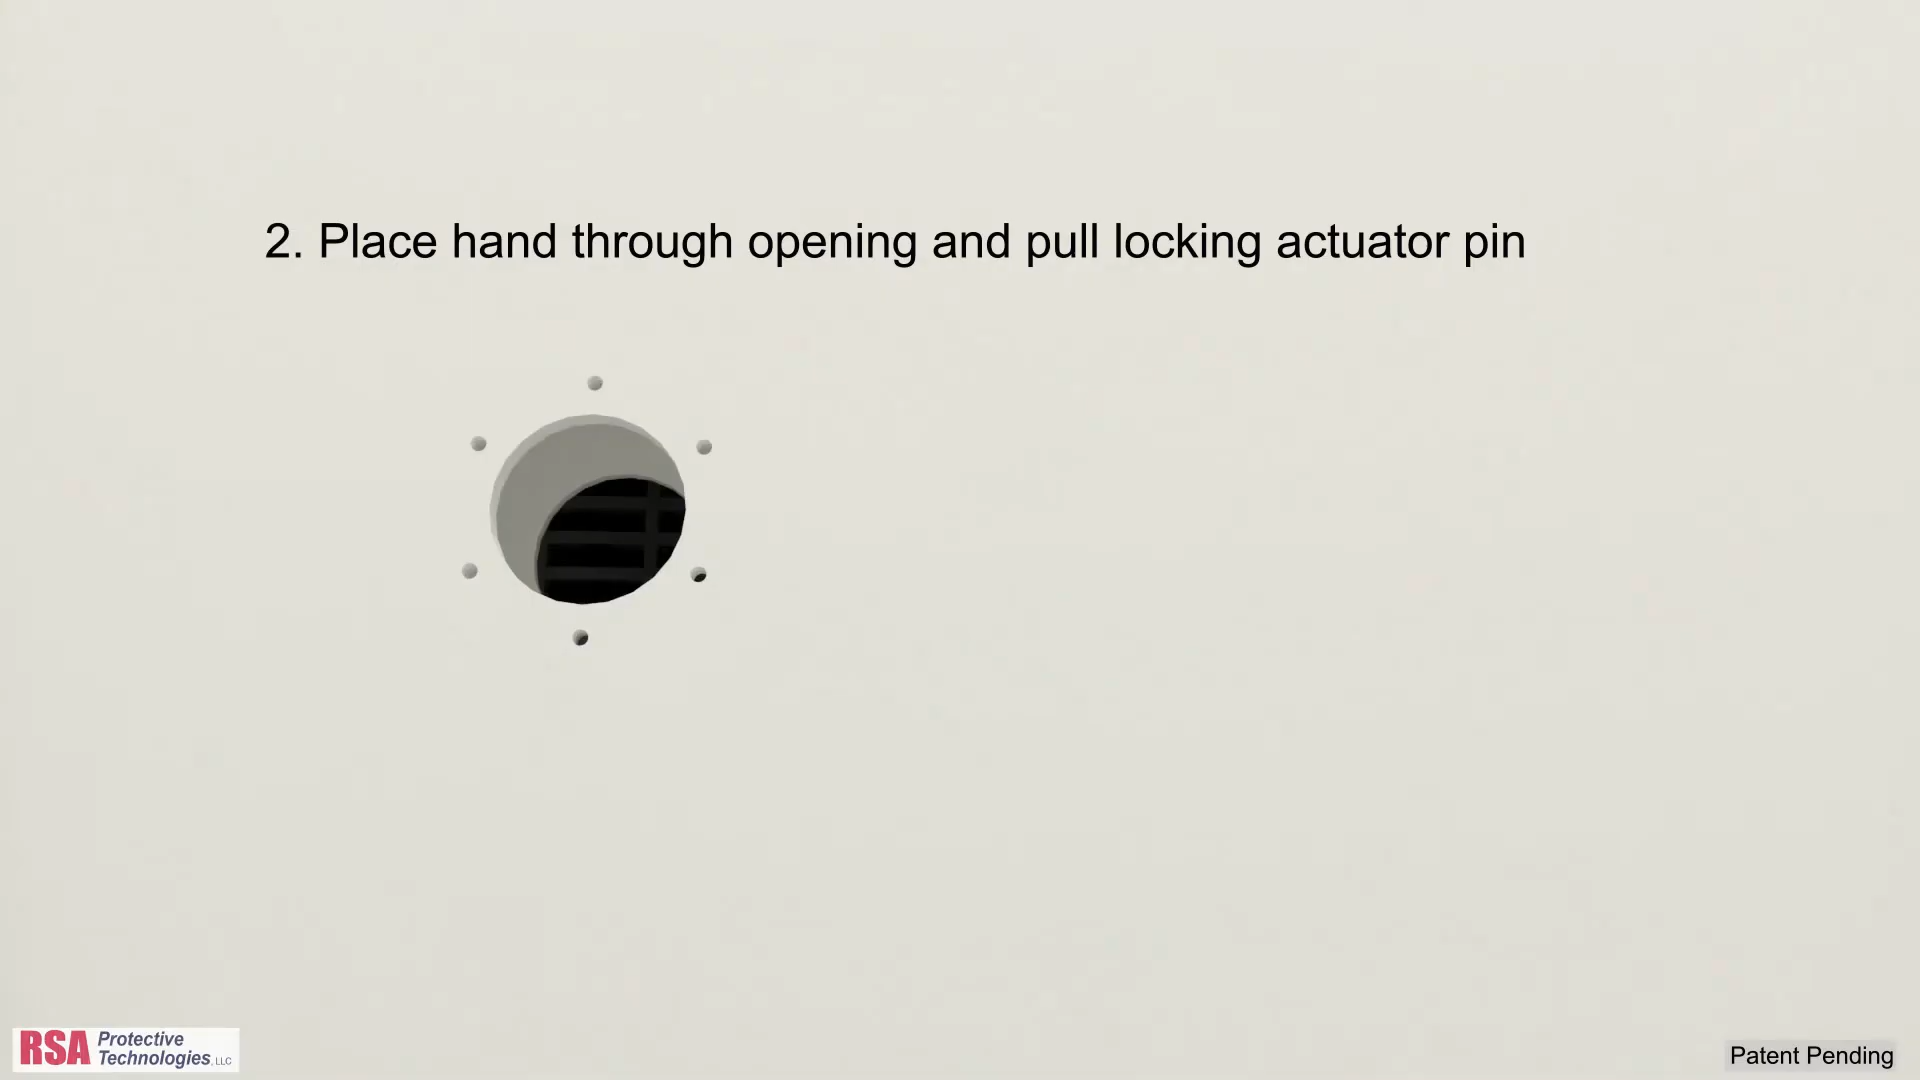 2. Place hand through opening and pull locking actuator pin
RSA Protective
Technologies, LLC
Patent Pending